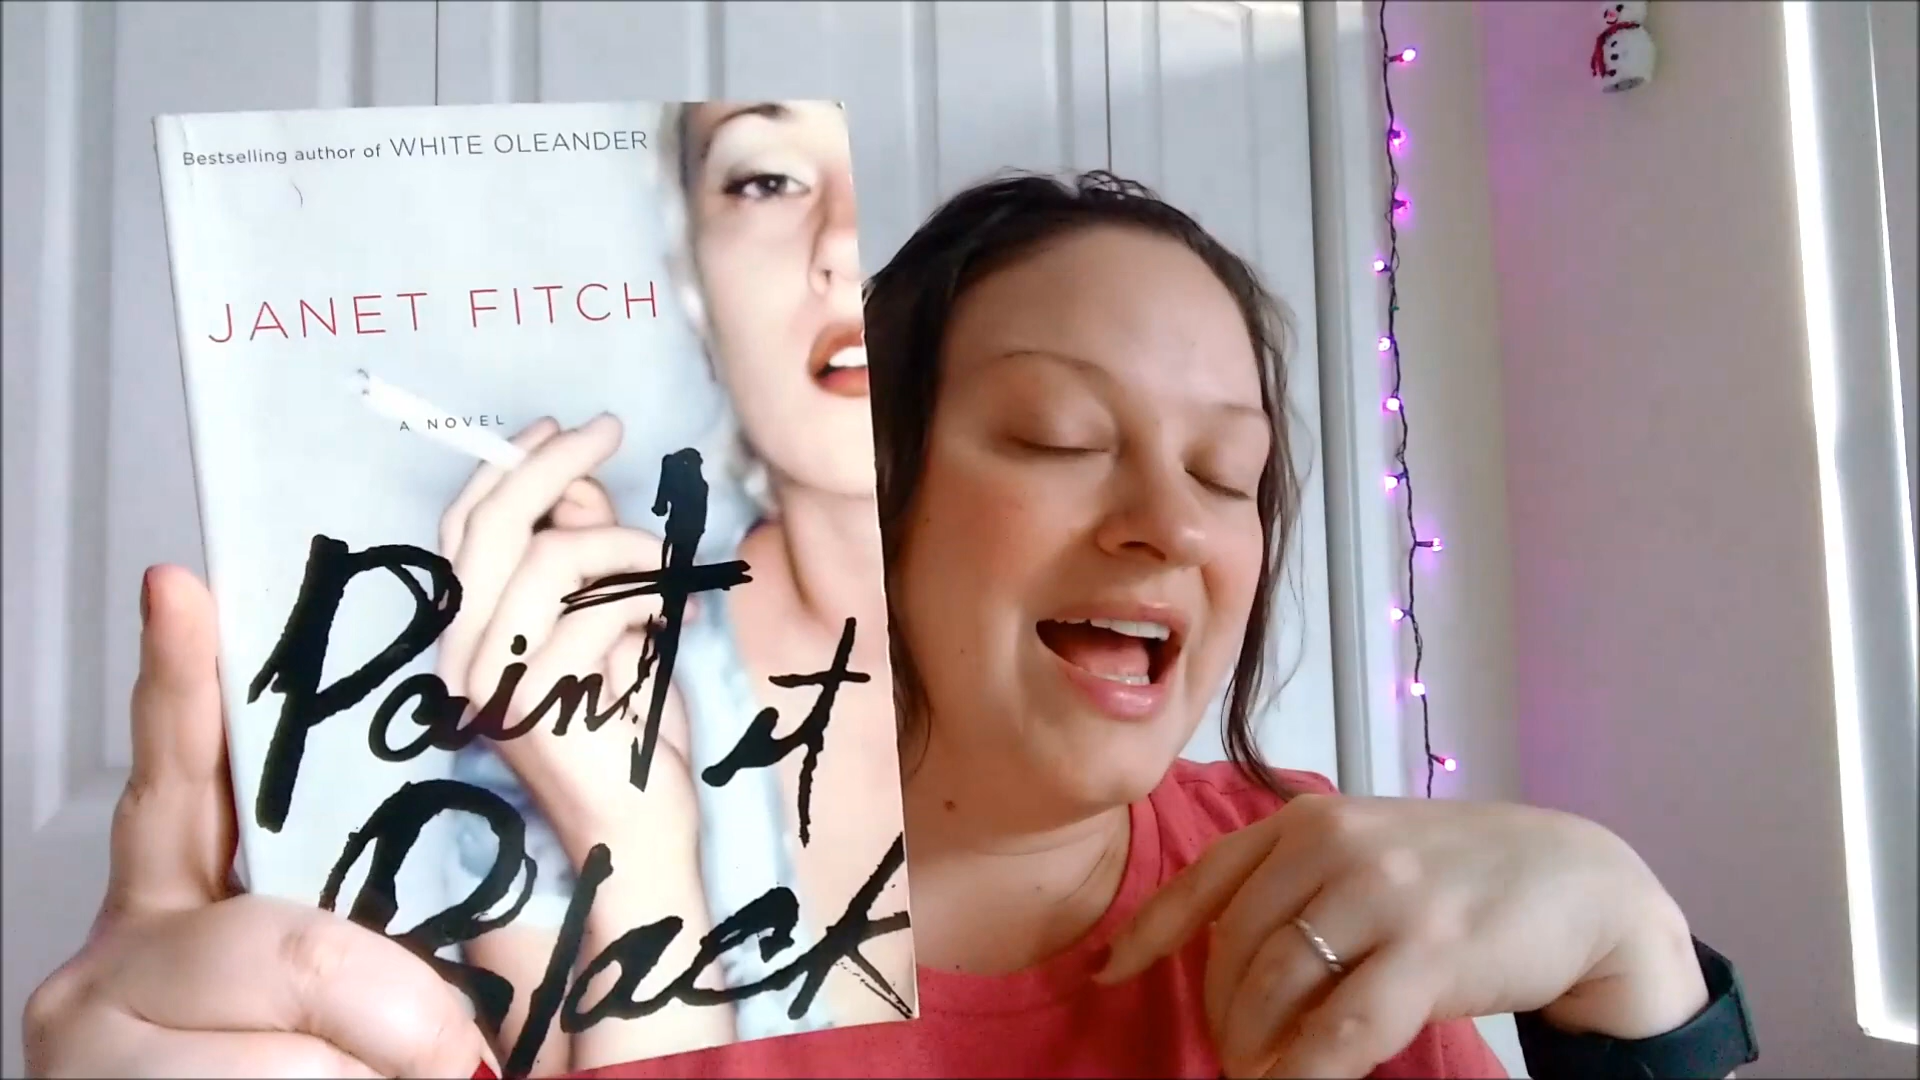 Bestselling author of WHITE OLEANDER
JANET FITCH
A NOVEL
Paint it
Black